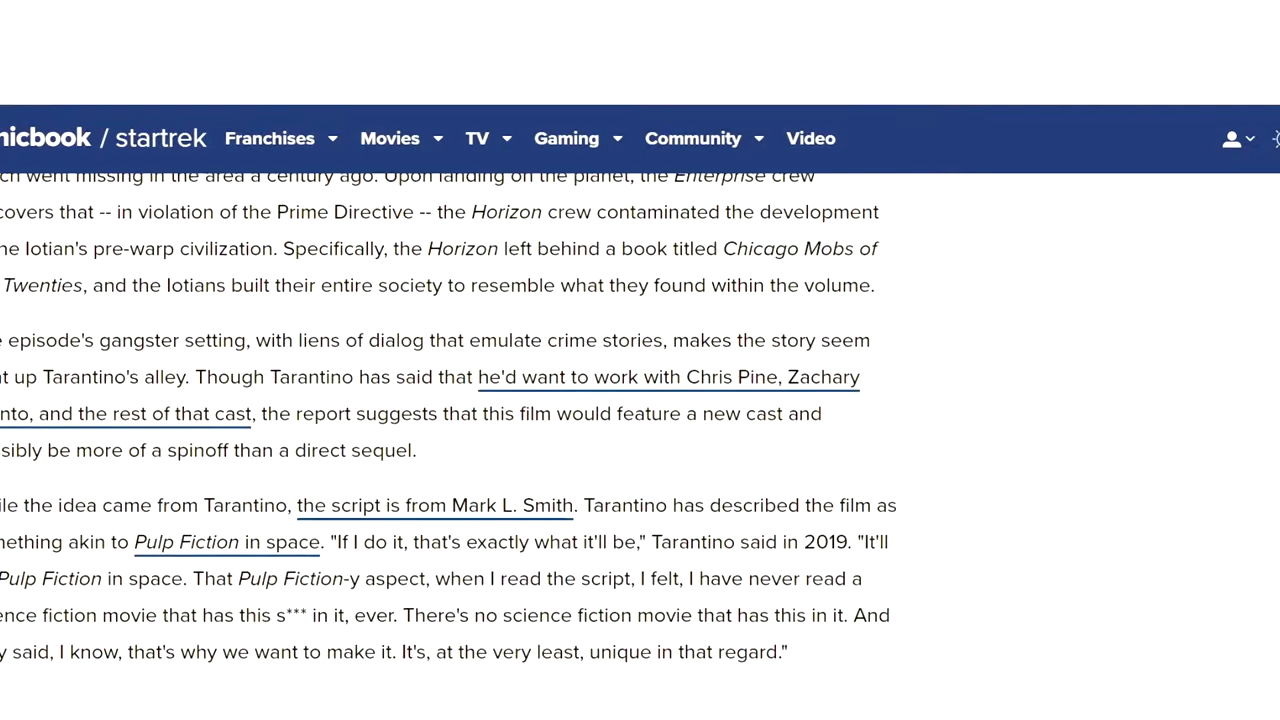 nicbook / startrek Franchises Movies TV Gaming Community Video
ch went missing in the area a century ago. Upon landing on the planet, the Enterprise crew
covers that -- in violation of the Prime Directive -- the Horizon crew contaminated the development
he Iotian's pre-warp civilization. Specifically, the Horizon left behind a book titled Chicago Mobs of
Twenties, and the Iotians built their entire society to resemble what they found within the volume.
e episode's gangster setting, with liens of dialog that emulate crime stories, makes the story seem
t up Tarantino's alley. Though Tarantino has said that he'd want to work with Chris Pine, Zachary
nto, and the rest of that cast, the report suggests that this film would feature a new cast and
sibly be more of a spinoff than a direct sequel.
ile the idea came from Tarantino, the script is from Mark L. Smith. Tarantino has described the film as
mething akin to Pulp Fiction in space. "If I do it, that's exactly what it'll be," Tarantino said in 2019. "It'll
Pulp Fiction in space. That Pulp Fiction-y aspect, when I read the script, I felt, I have never read a
ence fiction movie that has this s*** in it, ever. There's no science fiction movie that has this in it. And
y said, I know, that's why we want to make it. It's, at the very least, unique in that regard."